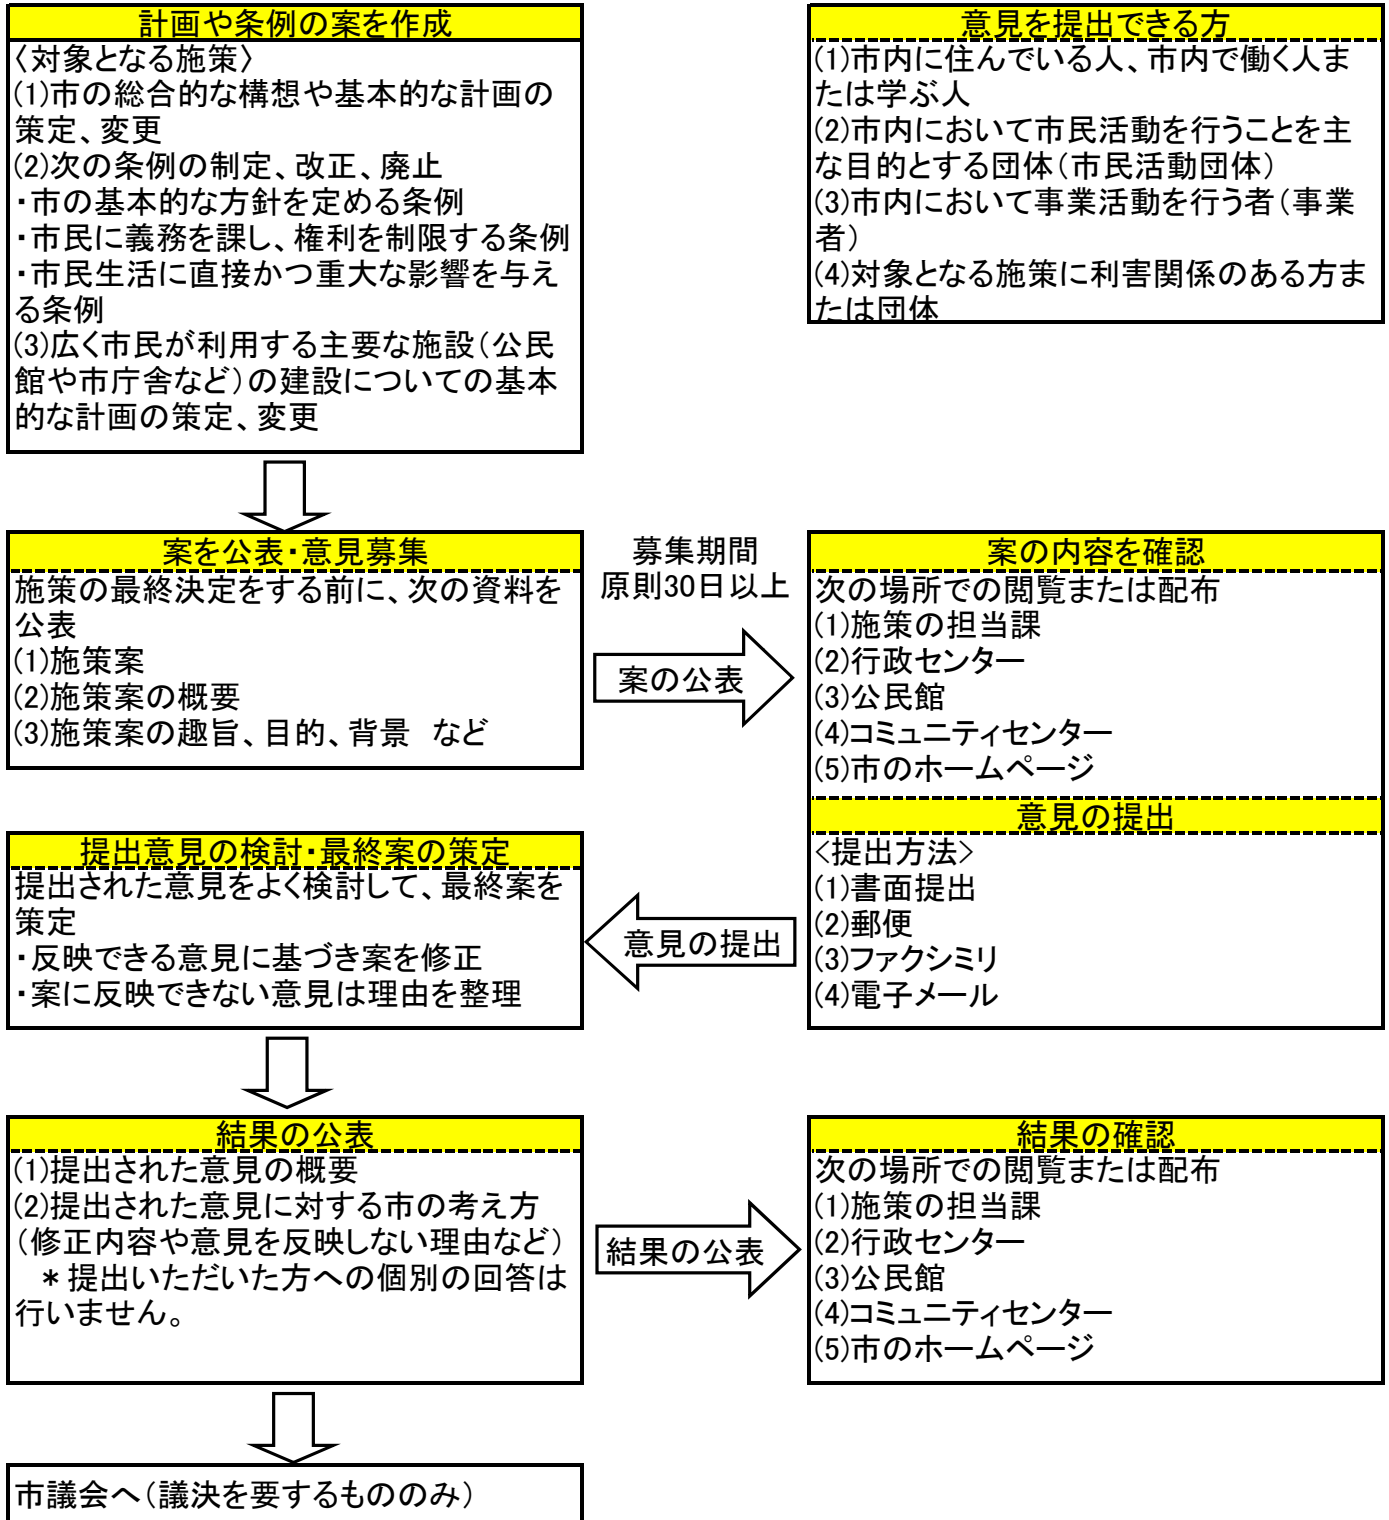 計画や条例の案を作成
〈対象となる施策〉
(1)市の総合的な構想や基本的な計画の
策定、変更
(2)次の条例の制定、改正、廃止
・市の基本的な方針を定める条例
・市民に義務を課し、権利を制限する条例
・市民生活に直接かつ重大な影響を与え
る条例
(3)広く市民が利用する主要な施設（公民
館や市庁舎など）の建設についての基本
的な計画の策定、変更
意見を提出できる方
(1)市内に住んでいる人、市内で働く人ま
たは学ぶ人
(2)市内において市民活動を行うことを主
な目的とする団体（市民活動団体）
(3)市内において事業活動を行う者（事業
者）
(4)対象となる施策に利害関係のある方ま
たは団体
案を公表・意見募集
施策の最終決定をする前に、次の資料を
公表
(1)施策案
(2)施策案の概要
(3)施策案の趣旨、目的、背景　など
募集期間
原則30日以上
案の公表
案の内容を確認
次の場所での閲覧または配布
(1)施策の担当課
(2)行政センター
(3)公民館
(4)コミュニティセンター
(5)市のホームページ
意見の提出
<提出方法>
(1)書面提出
(2)郵便
(3)ファクシミリ
(4)電子メール
意見の提出
提出意見の検討・最終案の策定
提出された意見をよく検討して、最終案を
策定
・反映できる意見に基づき案を修正
・案に反映できない意見は理由を整理
結果の公表
(1)提出された意見の概要
(2)提出された意見に対する市の考え方
（修正内容や意見を反映しない理由など）
＊提出いただいた方への個別の回答は
行いません。
結果の公表
結果の確認
次の場所での閲覧または配布
(1)施策の担当課
(2)行政センター
(3)公民館
(4)コミュニティセンター
(5)市のホームページ
市議会へ（議決を要するもののみ）